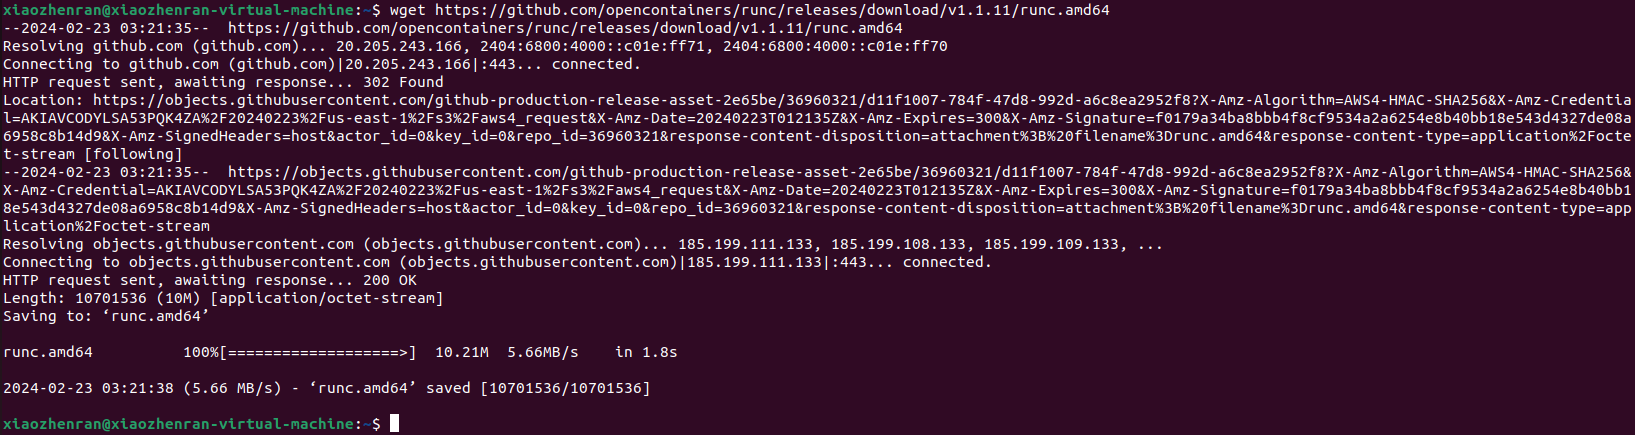 xiaozhenran@xiaozhenran-virtual-machine:~$ wget https://github.com/opencontainers/runc/releases/download/v1.1.11/runc.amd64
--2024-02-23 03:21:35--  https://github.com/opencontainers/runc/releases/download/v1.1.11/runc.amd64
Resolving github.com (github.com)... 20.205.243.166, 2404:6800:4000::c01e:ff71, 2404:6800:4000::c01e:ff70
Connecting to github.com (github.com)|20.205.243.166|:443... connected.
HTTP request sent, awaiting response... 302 Found
Location: https://objects.githubusercontent.com/github-production-release-asset-2e65be/36960321/d11f1007-784f-47d8-992d-a6c8ea2952f8?X-Amz-Algorithm=AWS4-HMAC-SHA256&X-Amz-Credentia
l=AKIAVCODYLSA53PQK4ZA%2F20240223%2Fus-east-1%2Fs3%2Faws4_request&X-Amz-Date=20240223T012135Z&X-Amz-Expires=300&X-Amz-Signature=f0179a34ba8bbb4f8cf9534a2a6254e8b40bb18e543d4327de08a
6958c8b14d9&X-Amz-SignedHeaders=host&actor_id=0&key_id=0&repo_id=36960321&response-content-disposition=attachment%3B%20filename%3Drunc.amd64&response-content-type=application%2Foctet
t-stream [following]
--2024-02-23 03:21:35--  https://objects.githubusercontent.com/github-production-release-asset-2e65be/36960321/d11f1007-784f-47d8-992d-a6c8ea2952f8?X-Amz-Algorithm=AWS4-HMAC-SHA256&
X-Amz-Credential=AKIAVCODYLSA53PQK4ZA%2F20240223%2Fus-east-1%2Fs3%2Faws4_request&X-Amz-Date=20240223T012135Z&X-Amz-Expires=300&X-Amz-Signature=f0179a34ba8bbb4f8cf9534a2a6254e8b40bb1
8e543d4327de08a6958c8b14d9&X-Amz-SignedHeaders=host&actor_id=0&key_id=0&repo_id=36960321&response-content-disposition=attachment%3B%20filename%3Drunc.amd64&response-content-type=app
lication%2Foctet-stream
Resolving objects.githubusercontent.com (objects.githubusercontent.com)... 185.199.111.133, 185.199.108.133, 185.199.109.133, ...
Connecting to objects.githubusercontent.com (objects.githubusercontent.com)|185.199.111.133|:443... connected.
HTTP request sent, awaiting response... 200 OK
Length: 10701536 (10M) [application/octet-stream]
Saving to: ‘runc.amd64’
runc.amd64          100%[===================>]  10.21M  5.66MB/s    in 1.8s
2024-02-23 03:21:38 (5.66 MB/s) - ‘runc.amd64’ saved [10701536/10701536]
xiaozhenran@xiaozhenran-virtual-machine:~$